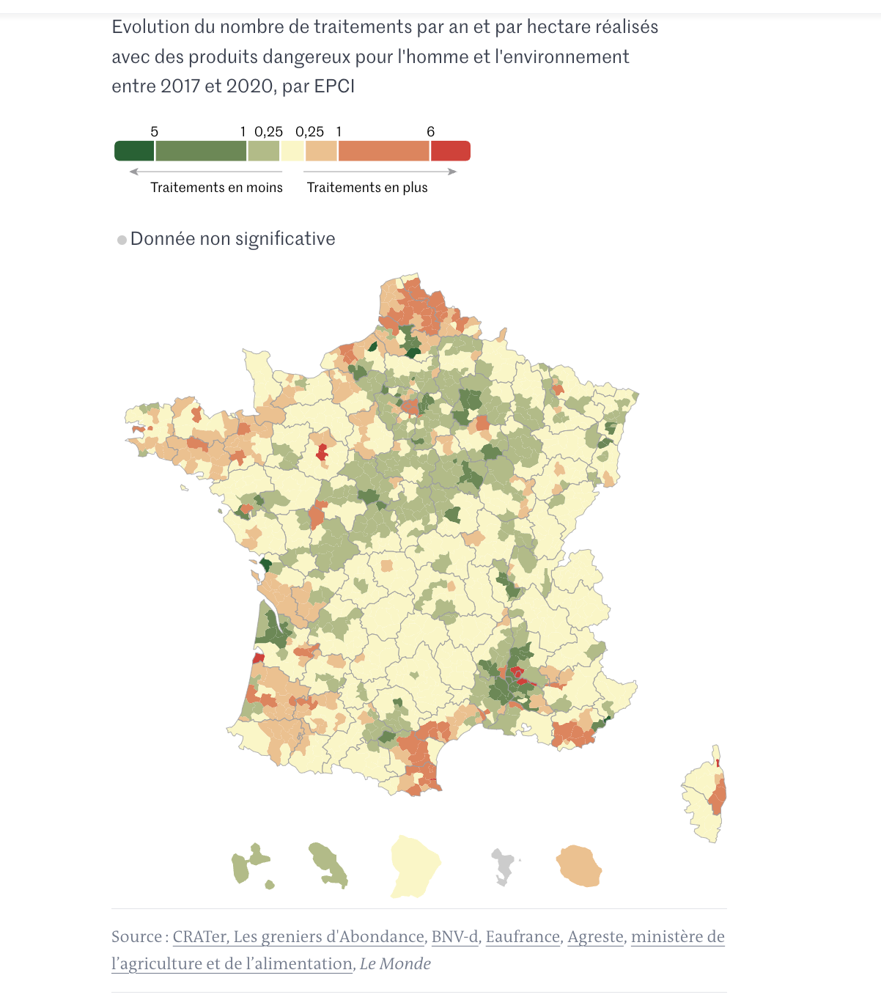 Evolution du nombre de traitements par an et par hectare réalisés
avec des produits dangereux pour l'homme et l'environnement
entre 2017 et 2020, par EPCI
5 1 0,25 0,25 1 6
Traitements en moins Traitements en plus
Donnée non significative
Source : CRATer, Les greniers d'Abondance, BNV-d, Eaufrance, Agreste, ministère de
l’agriculture et de l’alimentation, Le Monde